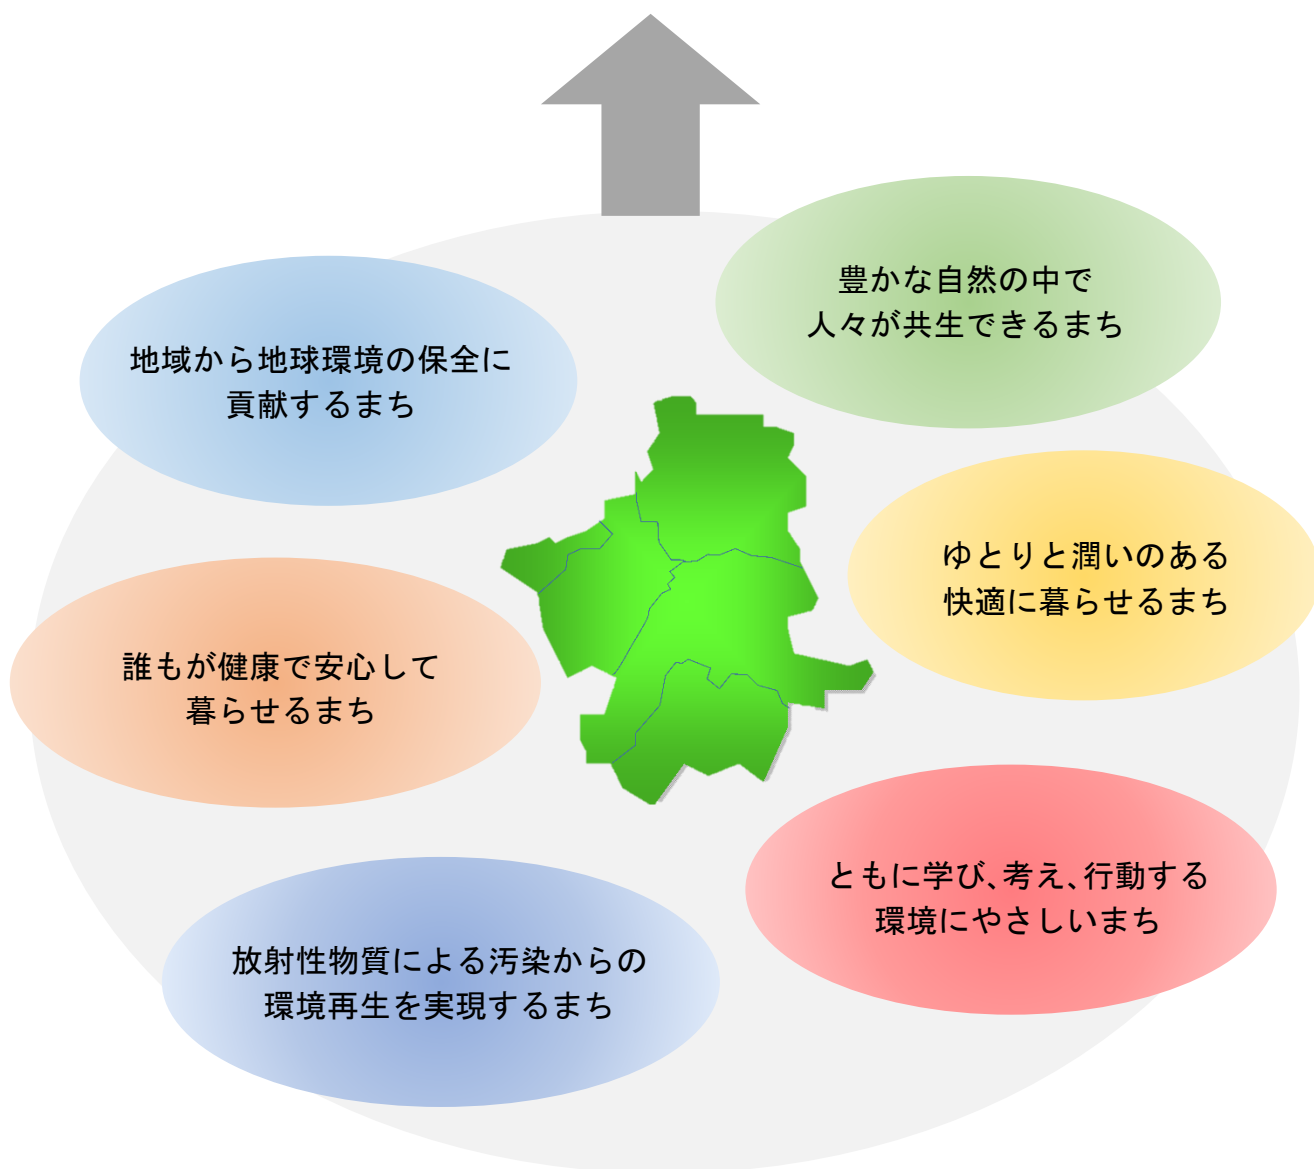 豊かな自然の中で
人々が共生できるまち
地域から地球環境の保全に
貢献するまち
ゆとりと潤いのある
快適に暮らせるまち
誰もが健康で安心して
暮らせるまち
ともに学び、考え、行動する
環境にやさしいまち
放射性物質による汚染からの
環境再生を実現するまち